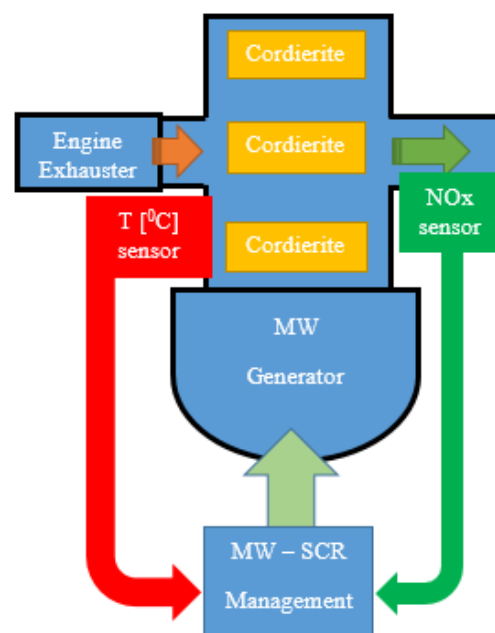 Cordierite
Engine
Exhauster
Cordierite
T [⁰C]
sensor
NOx
sensor
Cordierite
MW
Generator
MW – SCR
Management